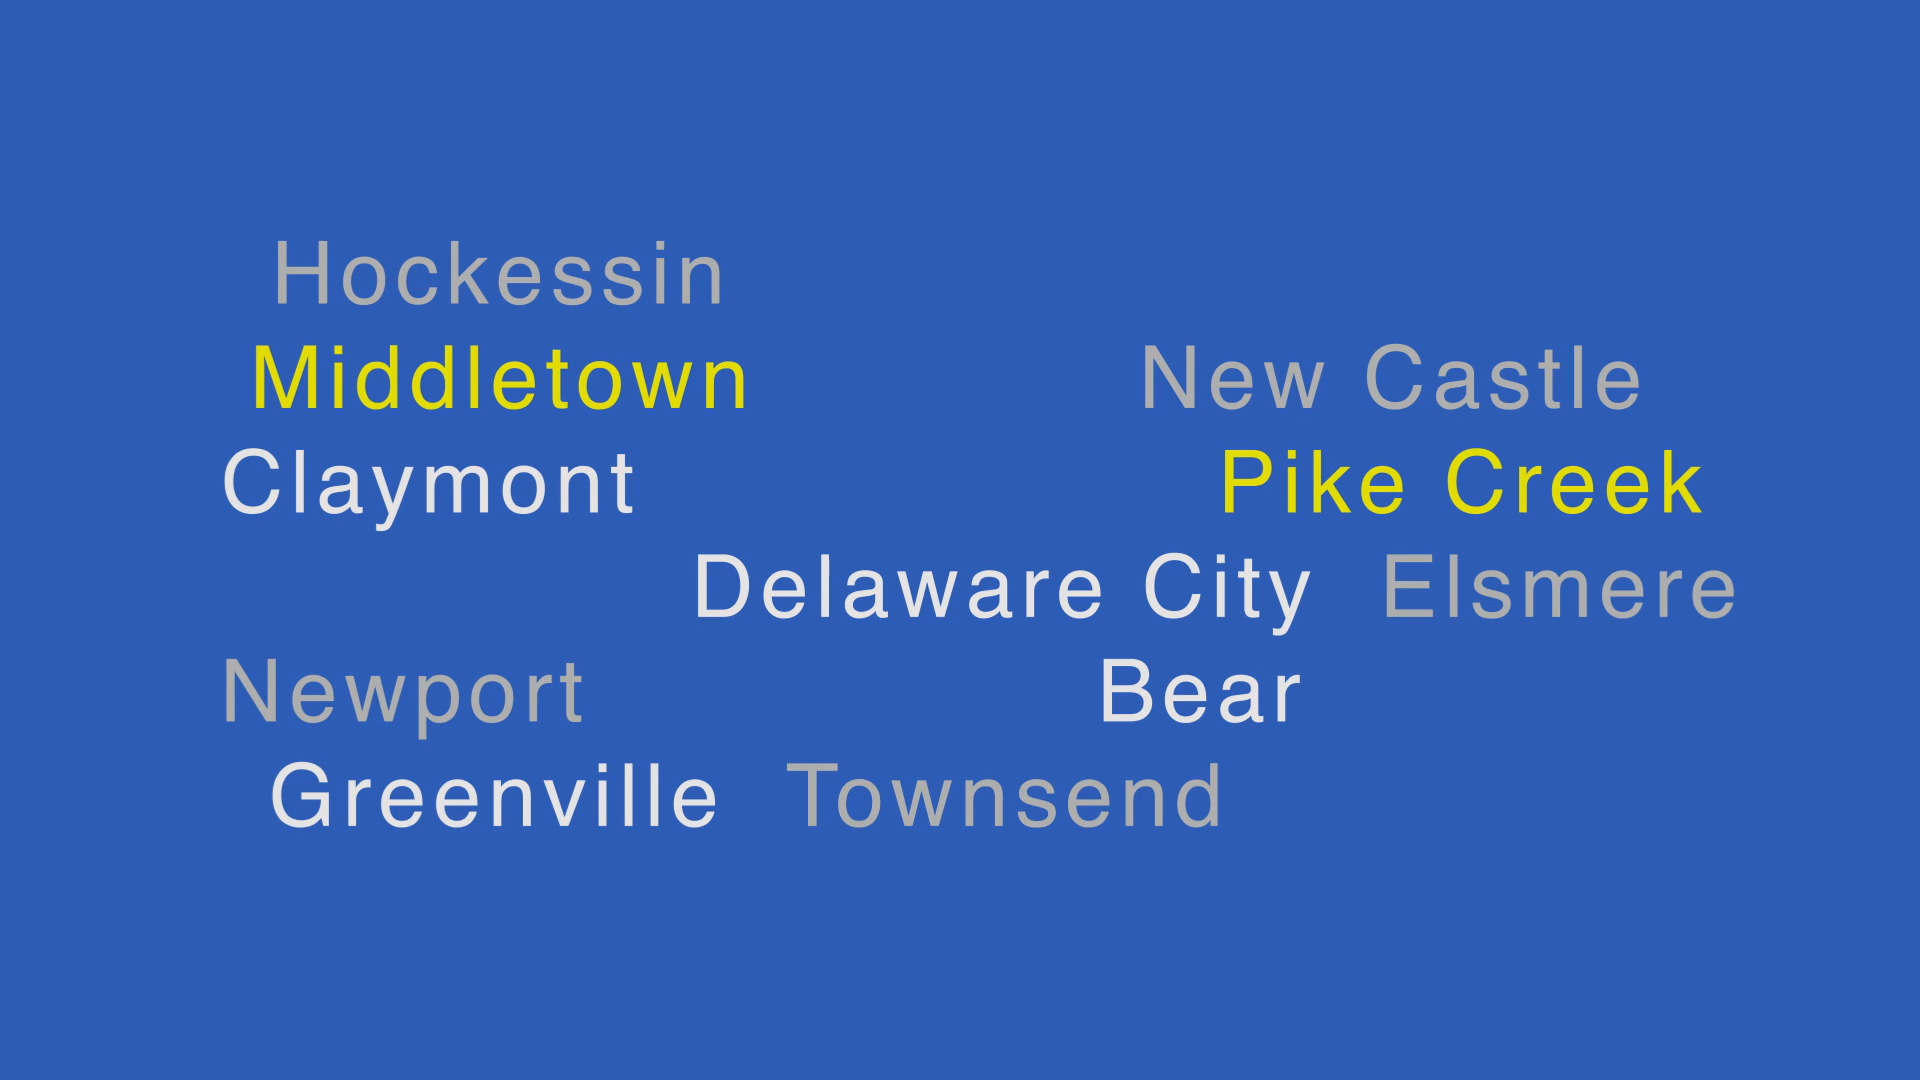 Hockessin
Middletown New Castle
Claymont Pike Creek
Delaware City Elsmere
Newport Bear
Greenville Townsend